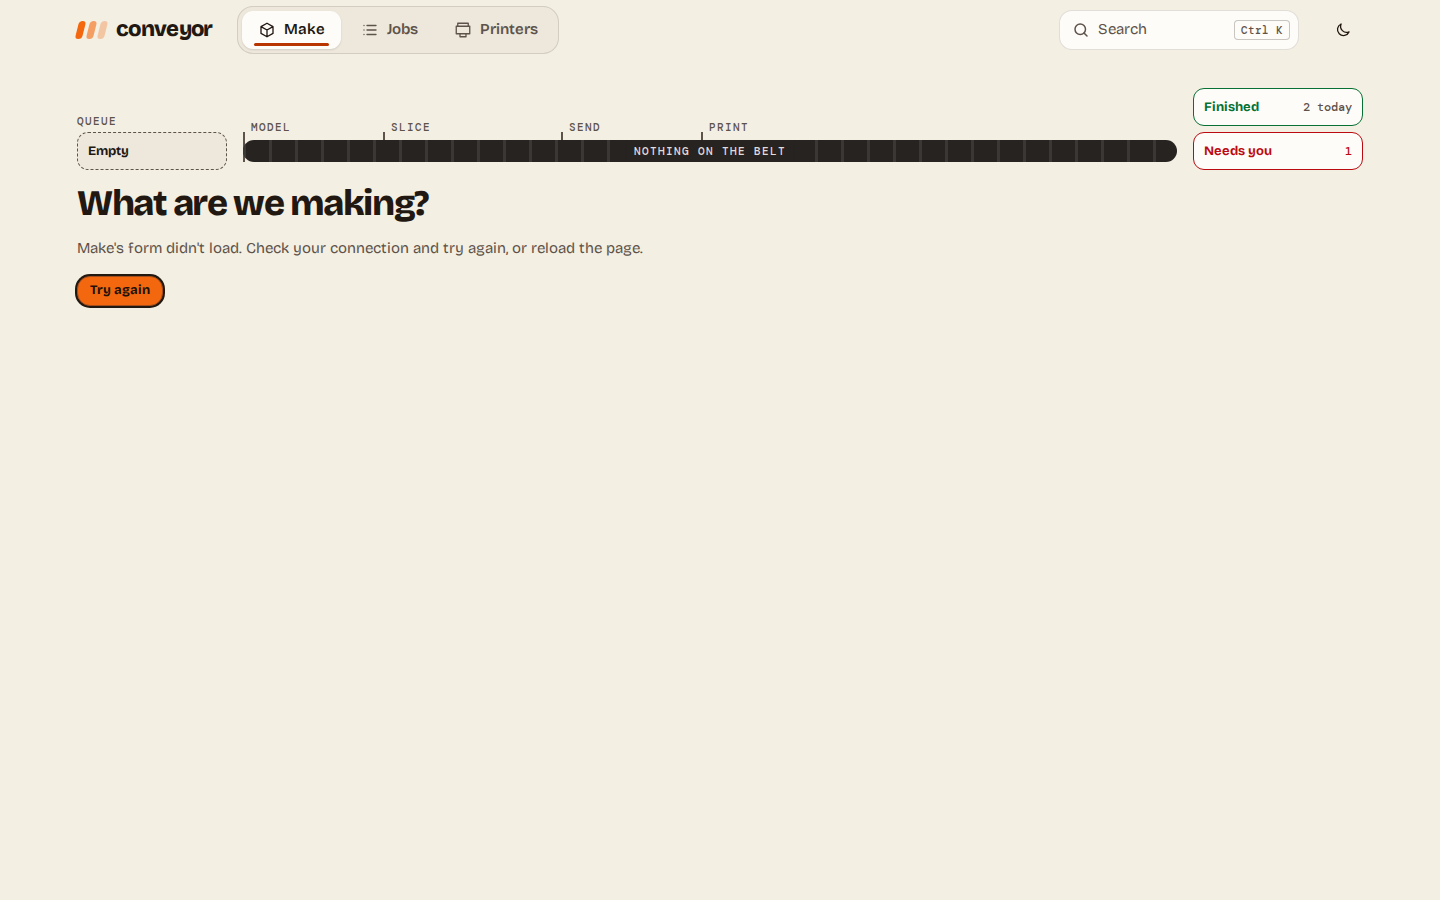 conveyor
Make
Jobs
Printers
Search
Ctrl K
QUEUE
Empty
MODEL
SLICE
SEND
PRINT
NOTHING ON THE BELT
Finished 2 today
Needs you 1
What are we making?
Make's form didn't load. Check your connection and try again, or reload the page.
Try again